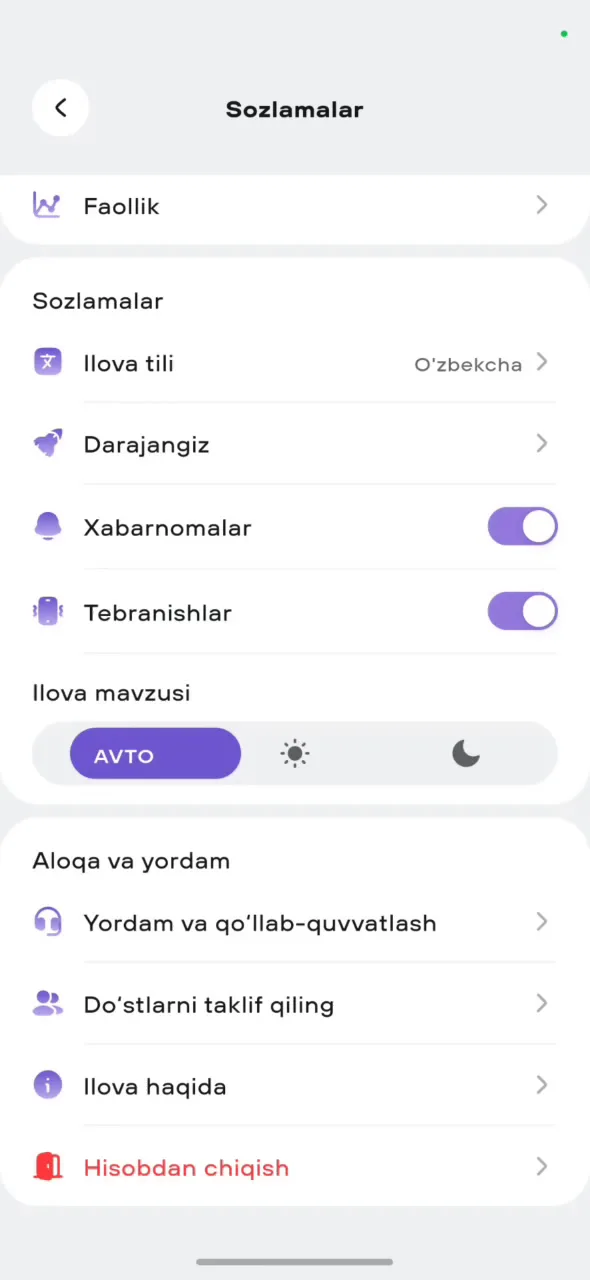 Sozlamalar
Faollik
Sozlamalar
Ilova tili O'zbekcha
Darajangiz
Xabarnomalar
Tebranishlar
Ilova mavzusi
AVTO
Aloqa va yordam
Yordam va qo‘llab-quvvatlash
Do‘stlarni taklif qiling
Ilova haqida
Hisobdan chiqish